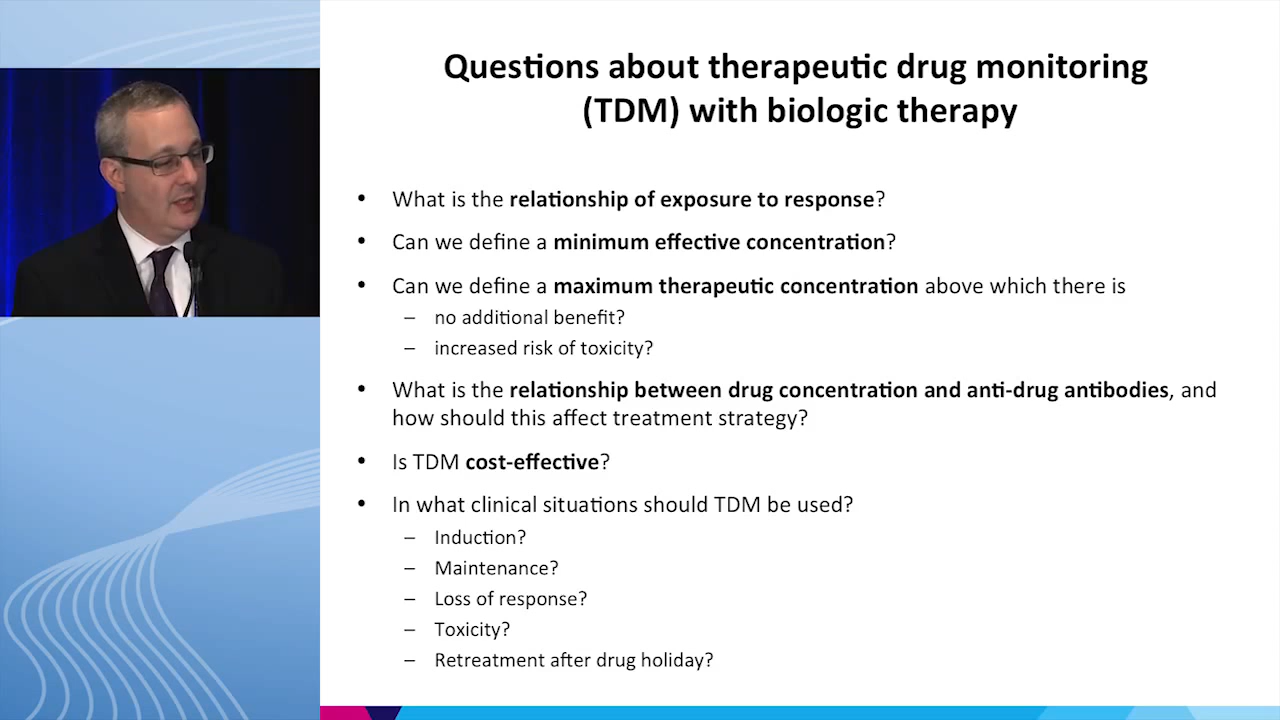 Questions about therapeutic drug monitoring
(TDM) with biologic therapy
• What is the relationship of exposure to response?
• Can we define a minimum effective concentration?
• Can we define a maximum therapeutic concentration above which there is
– no additional benefit?
– increased risk of toxicity?
• What is the relationship between drug concentration and anti-drug antibodies, and
how should this affect treatment strategy?
• Is TDM cost-effective?
• In what clinical situations should TDM be used?
– Induction?
– Maintenance?
– Loss of response?
– Toxicity?
– Retreatment after drug holiday?